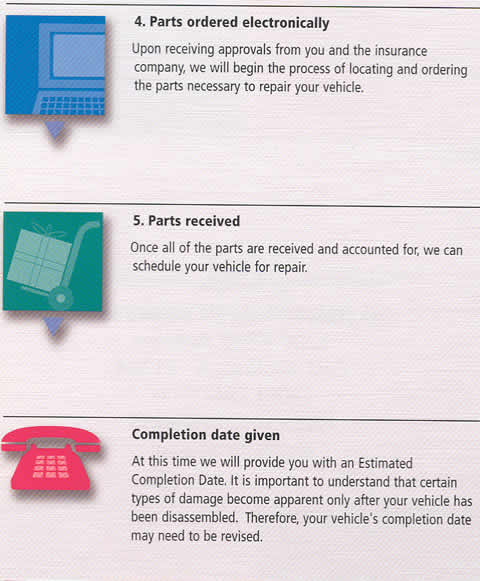 4. Parts ordered electronically
Upon receiving approvals from you and the insurance
company, we will begin the process of locating and ordering
the parts necessary to repair your vehicle.
5. Parts received
Once all of the parts are received and accounted for, we can
schedule your vehicle for repair.
Completion date given
At this time we will provide you with an Estimated
Completion Date. It is important to understand that certain
types of damage become apparent only after your vehicle has
been disassembled.  Therefore, your vehicle's completion date
may need to be revised.